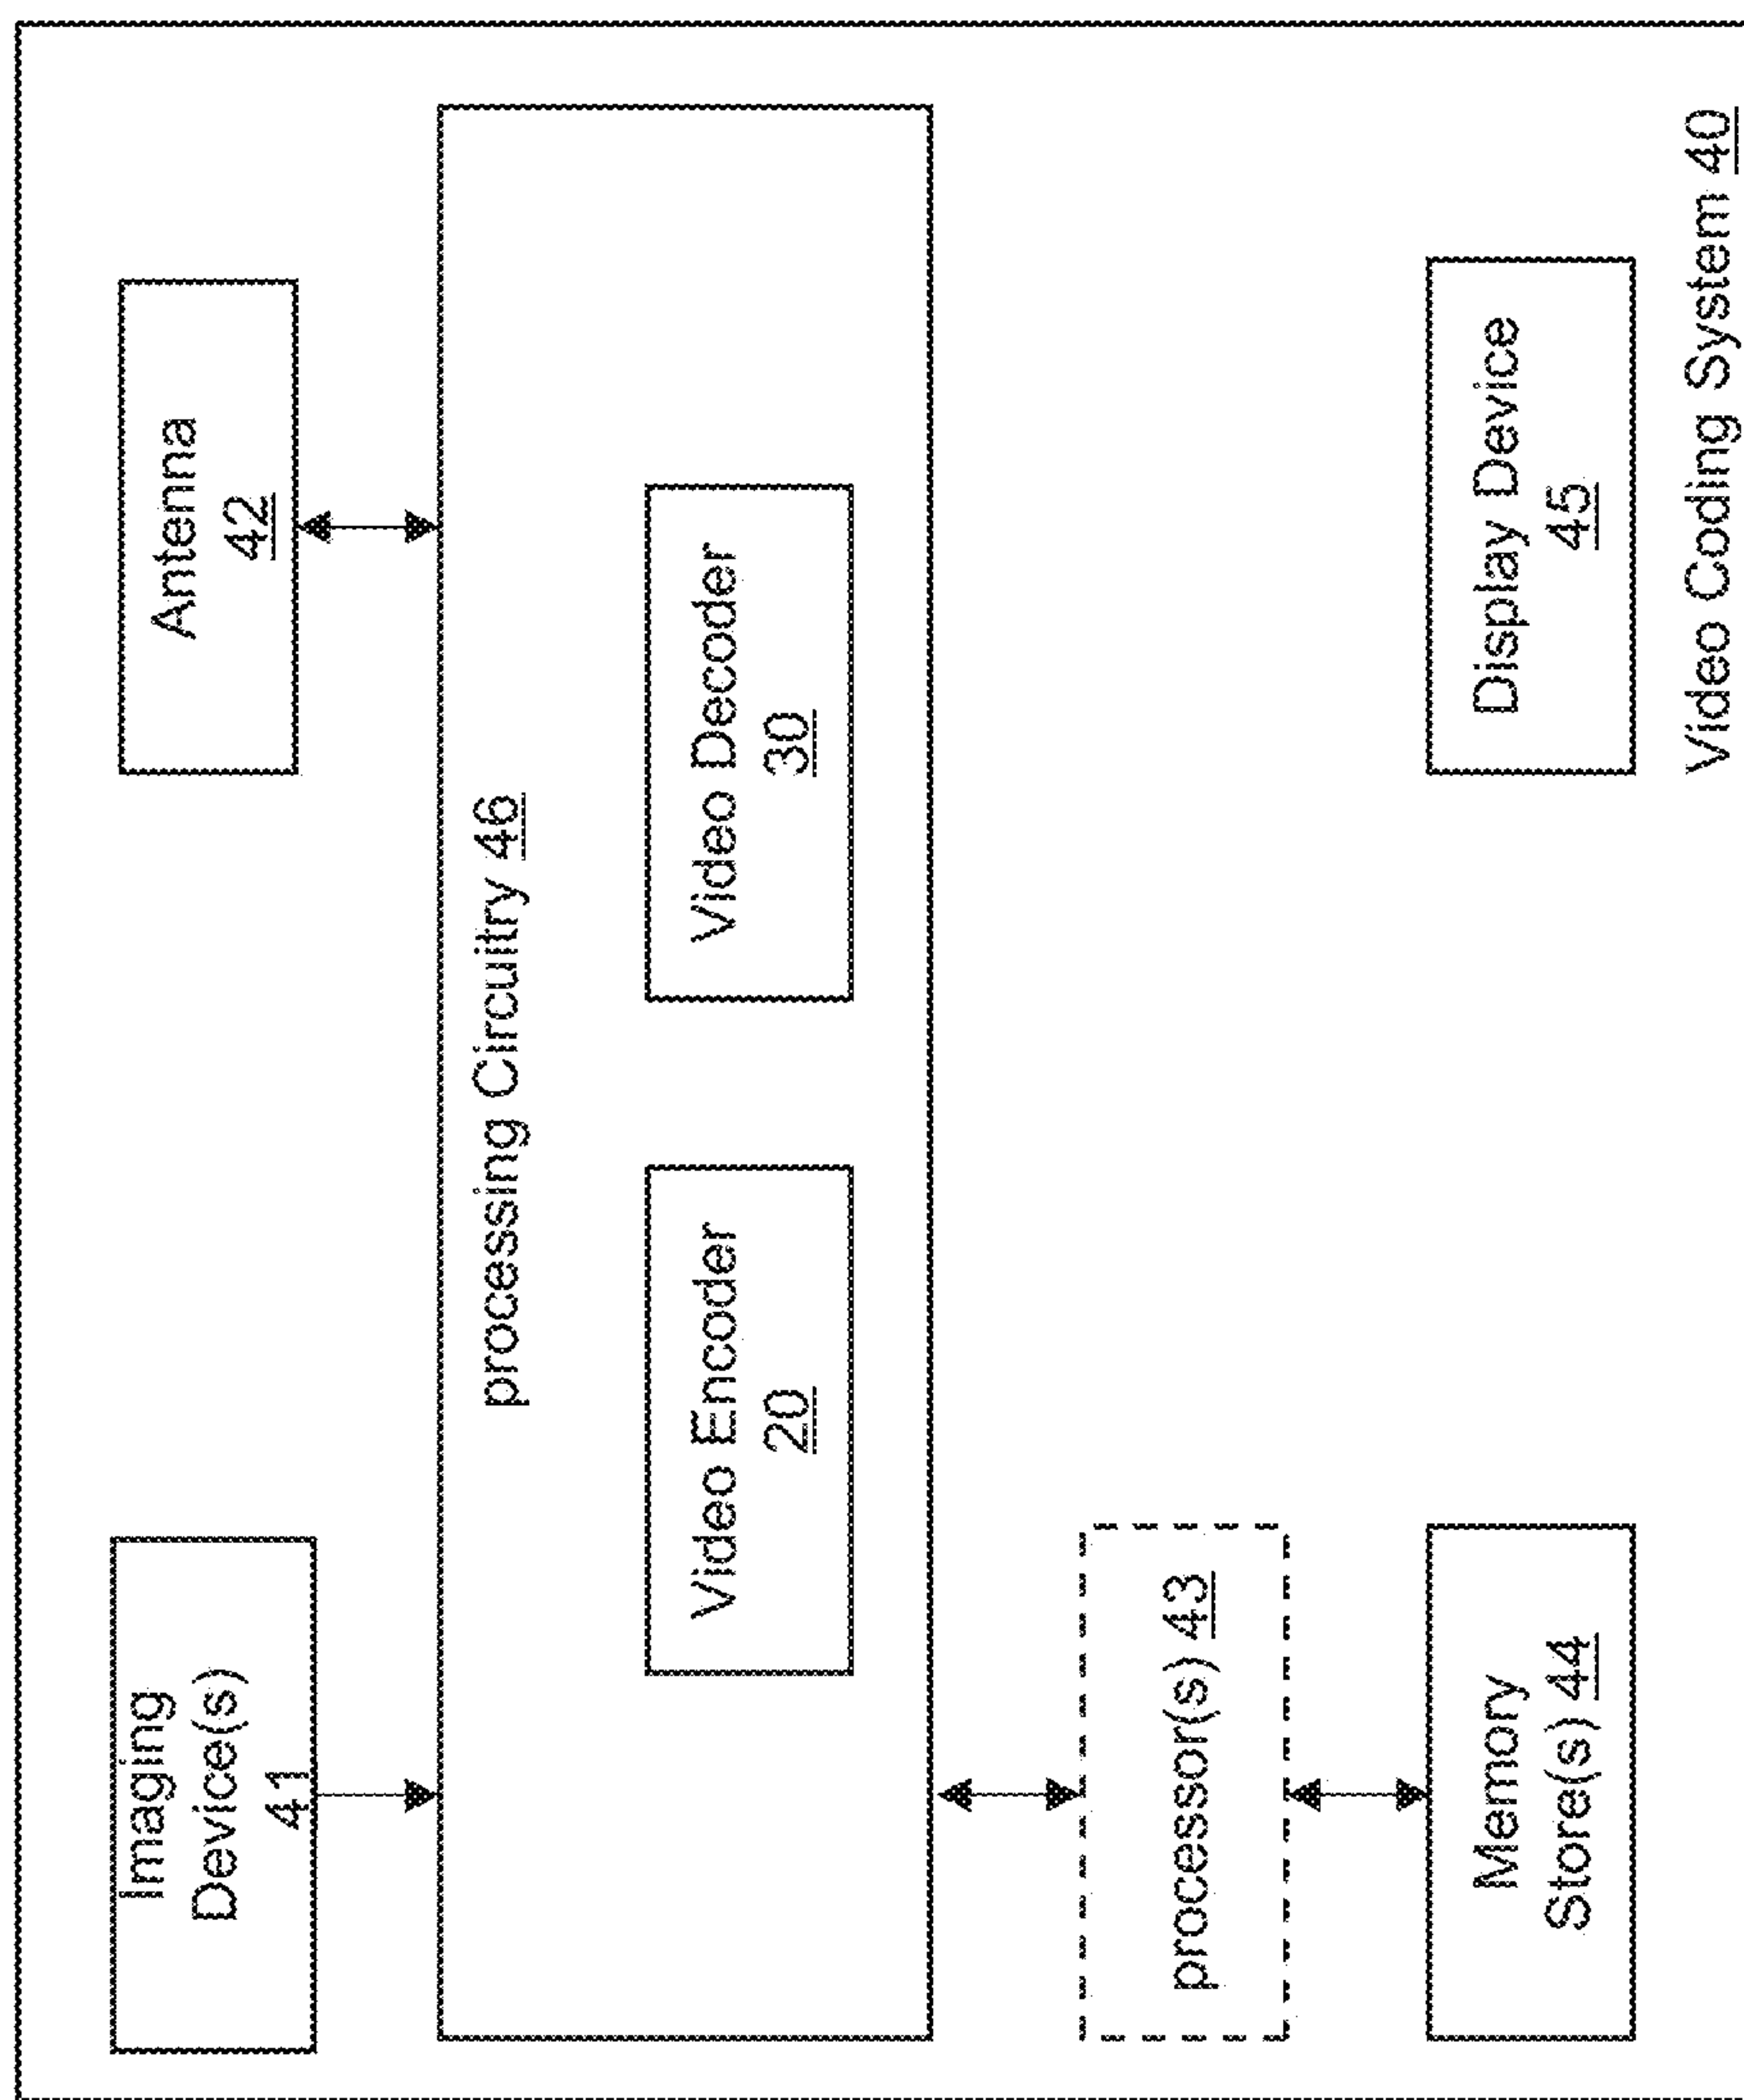 Imaging
Device(s)
41
Antenna
42
processing Circuitry 46
Video Encoder
20
Video Decoder
30
processor(s) 43
Memory
Store(s) 44
Display Device
45
Video Coding System 40